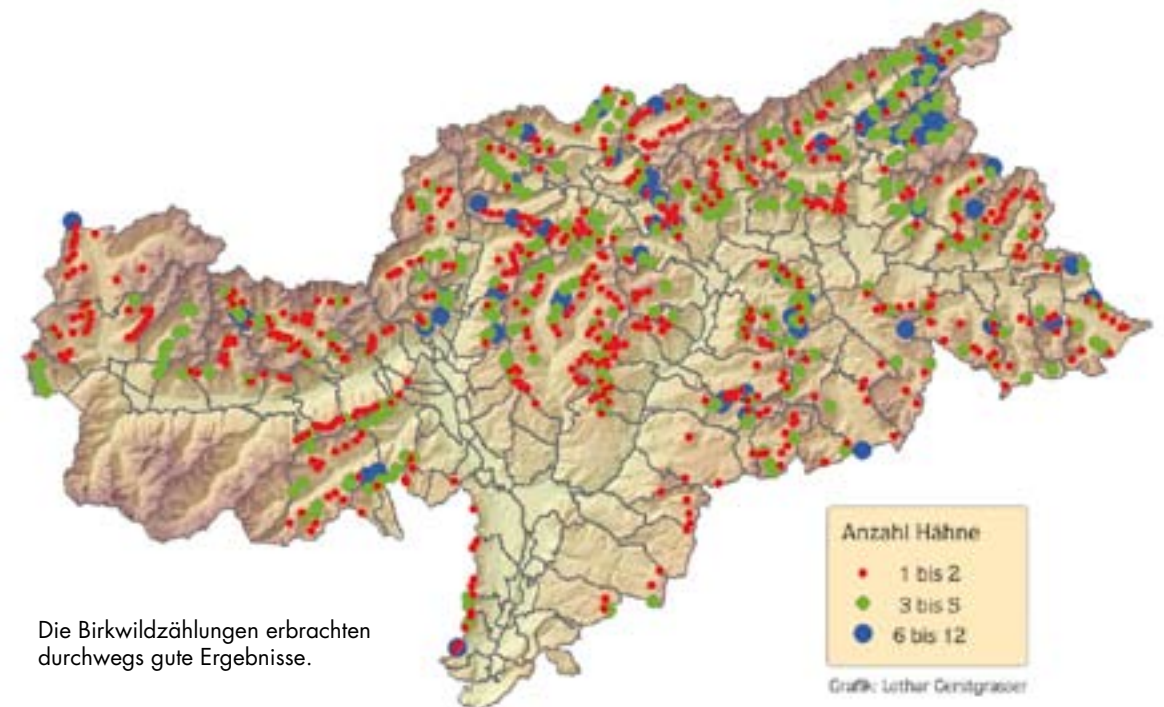 Die Birkwildzählungen erbrachten
durchwegs gute Ergebnisse.
Anzahl Hähne
1 bis 2
3 bis 5
6 bis 12
Grafik: Lothar Gerstgrasser